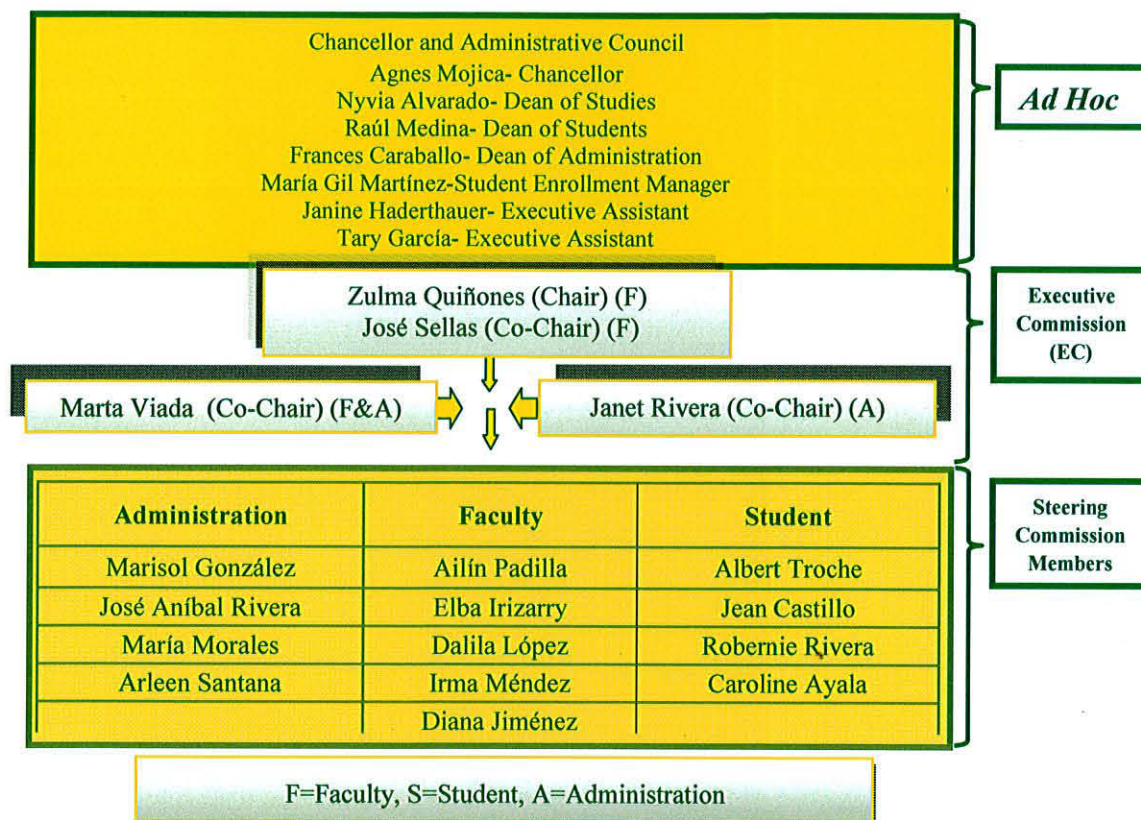 Chancellor and Administrative Council
Agnes Mojica- Chancellor
Nyvia Alvarado- Dean of Studies
Raúl Medina- Dean of Students
Frances Caraballo- Dean of Administration
María Gil Martínez-Student Enrollment Manager
Janine Haderthauer- Executive Assistant
Tary García- Executive Assistant
Ad Hoc
Zulma Quiñones (Chair) (F)
José Sellas (Co-Chair) (F)
Executive
Commission
(EC)
Marta Viada (Co-Chair) (F&A)
Janet Rivera (Co-Chair) (A)
Administration Faculty Student
Marisol González Ailín Padilla Albert Troche
José Aníbal Rivera Elba Irizarry Jean Castillo
María Morales Dalila López Robernie Rivera
Arleen Santana Irma Méndez Caroline Ayala
Diana Jiménez
Steering
Commission
Members
F=Faculty, S=Student, A=Administration